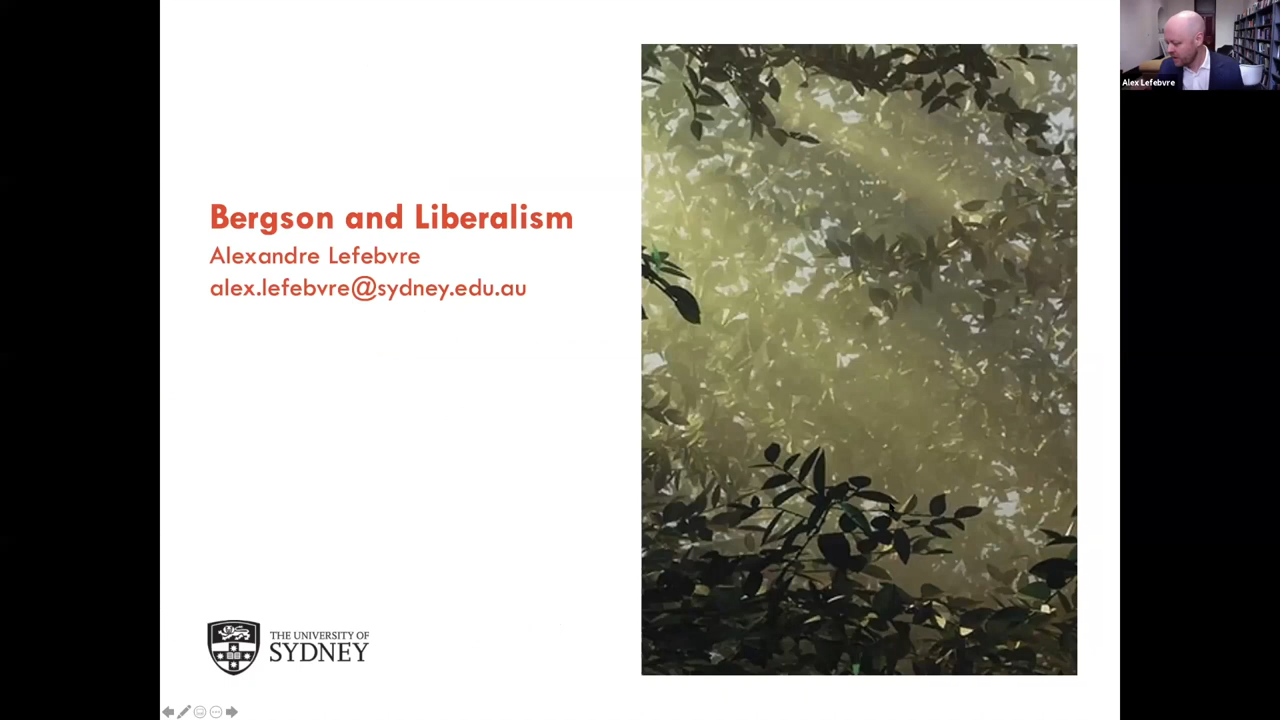 Alex Lefebvre
Bergson and Liberalism
Alexandre Lefebvre
alex.lefebvre@sydney.edu.au
THE UNIVERSITY OF
SYDNEY